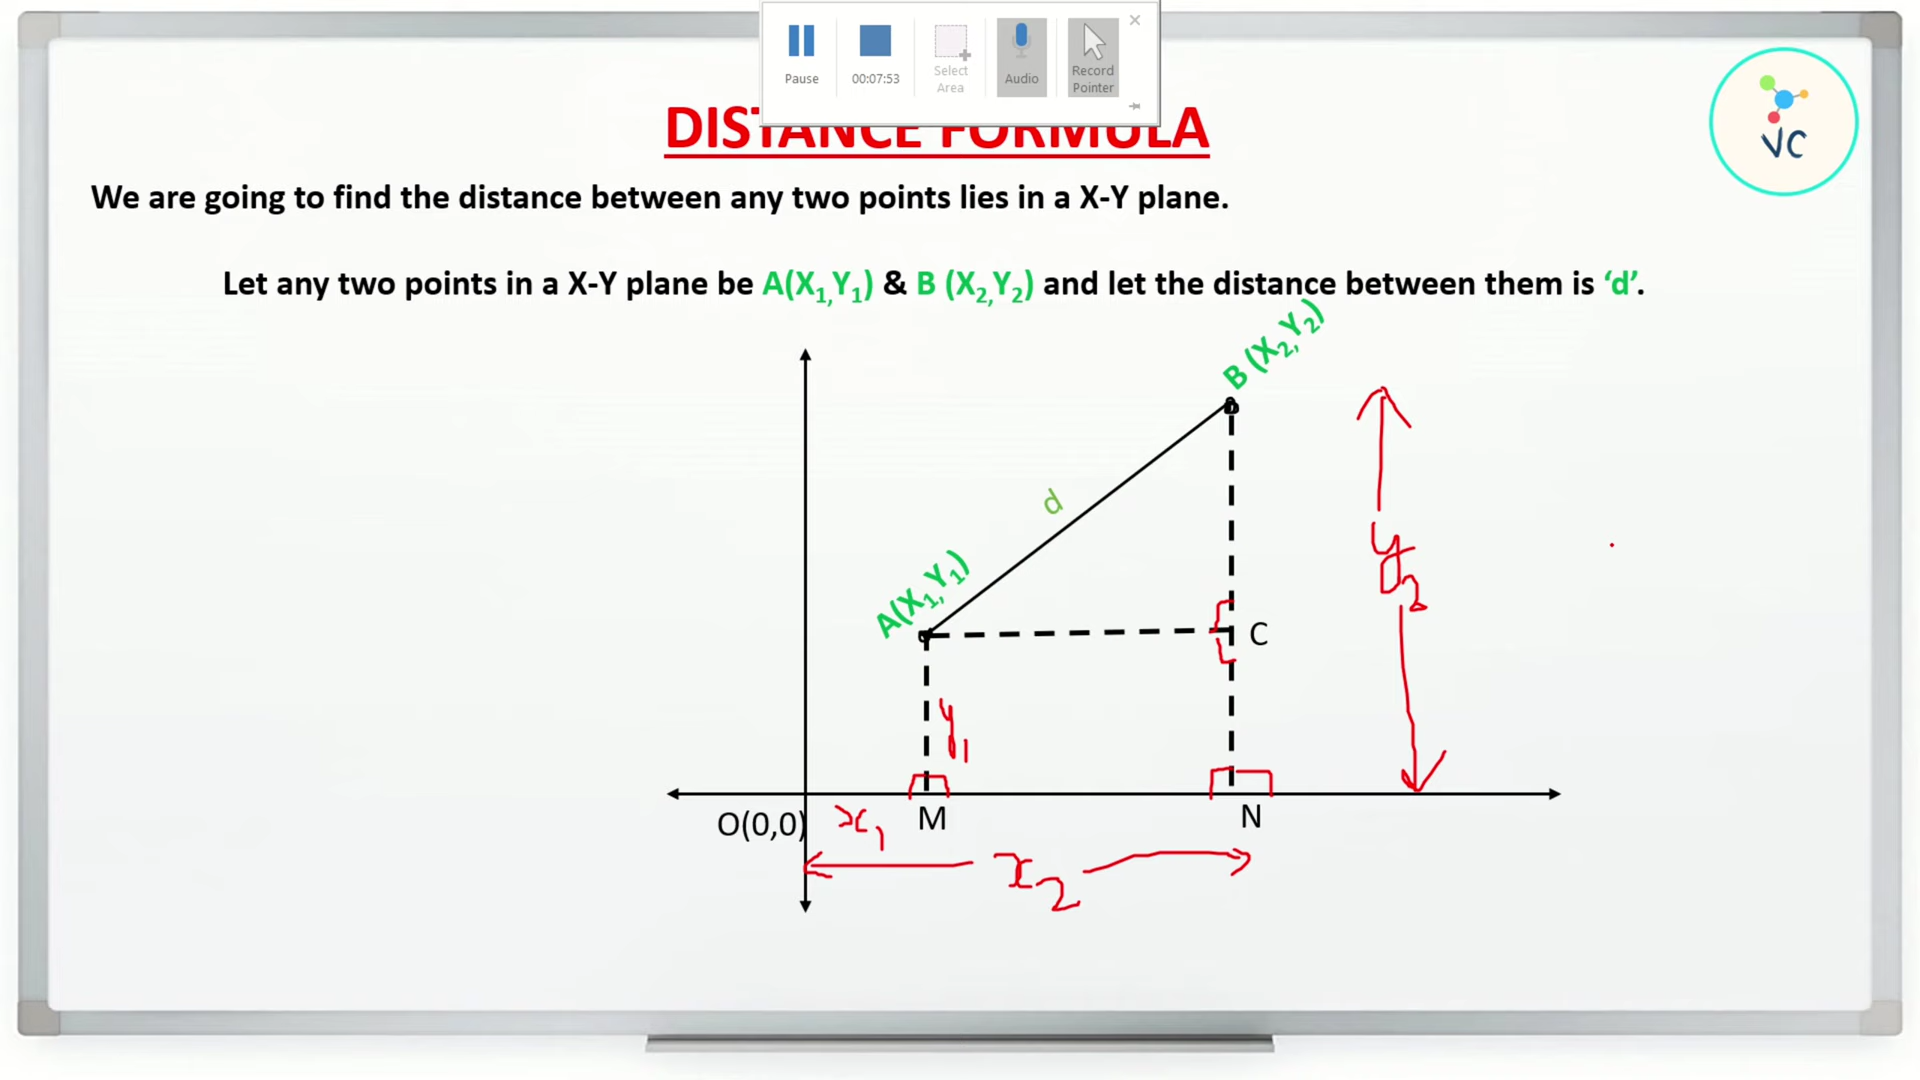 Pause
00:07:53
Select
Area
Audio
Record
Pointer
VC
DISTANCE FORMULA
We are going to find the distance between any two points lies in a X-Y plane.
Let any two points in a X-Y plane be A(X₁,Y₁) & B (X₂,Y₂) and let the distance between them is ‘d’.
B (X₂,Y₂)
d
y₂
A(X₁,Y₁)
C
y₁
O(0,0)
x₁
M
N
x₂